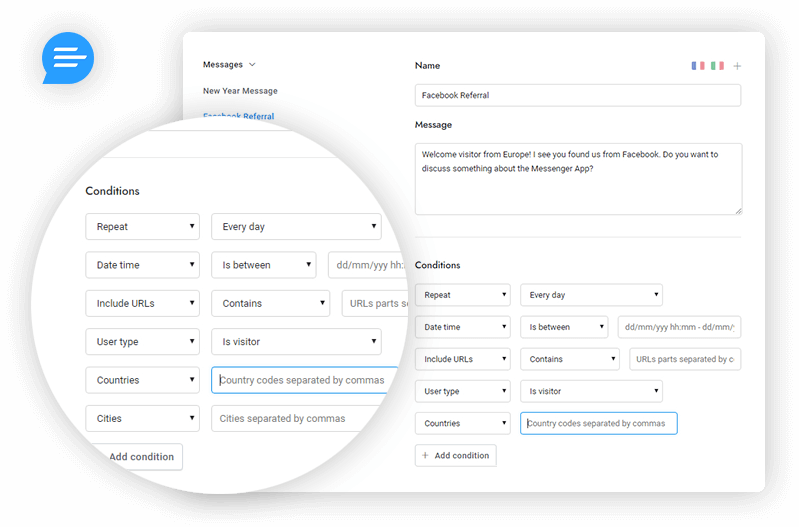 Messages
New Year Message
Facebook Referral
Name
Facebook Referral
Message
Welcome visitor from Europe! I see you found us from Facebook. Do you want to
discuss something about the Messenger App?
Conditions
Repeat
Every day
Date time
Is between
dd/mm/yyy hh:mm - dd/mm/y
Include URLs
Contains
URLs parts separated by co
User type
Is visitor
Countries
Country codes separated by commas
+ Add condition
Conditions
Repeat
Every day
Date time
Is between
dd/mm/yyy hh:
Include URLs
Contains
URLs parts se
User type
Is visitor
Countries
Country codes separated by commas
Cities
Cities separated by commas
Add condition